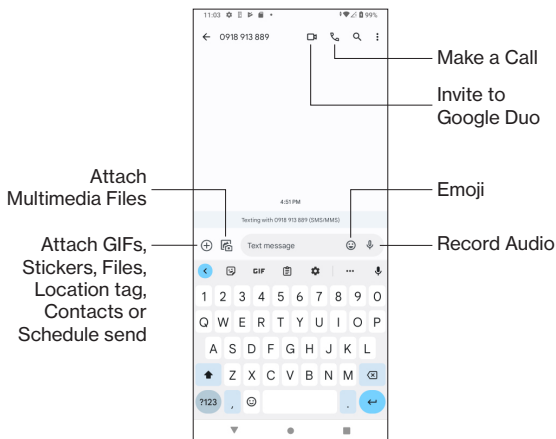 11:03 99%
0918 913 889
Make a Call
Invite to
Google Duo
Attach
Multimedia Files
4:51 PM
Texting with 0918 913 889 (SMS/MMS)
Emoji
Text message
Record Audio
Attach GIFs,
Stickers, Files,
Location tag,
Contacts or
Schedule send
GIF
1 2 3 4 5 6 7 8 9 0
Q W E R T Y U I O P
A S D F G H J K L
Z X C V B N M
?123 , .